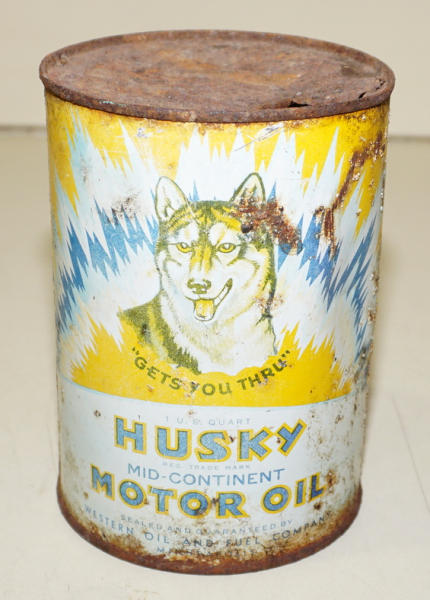 "GETS YOU THRU"
1 U.S. QUART
HUSKY
REG. TRADE MARK
MID-CONTINENT
MOTOR OIL
SEALED AND GUARANTEED BY
WESTERN OIL AND FUEL COMPANY